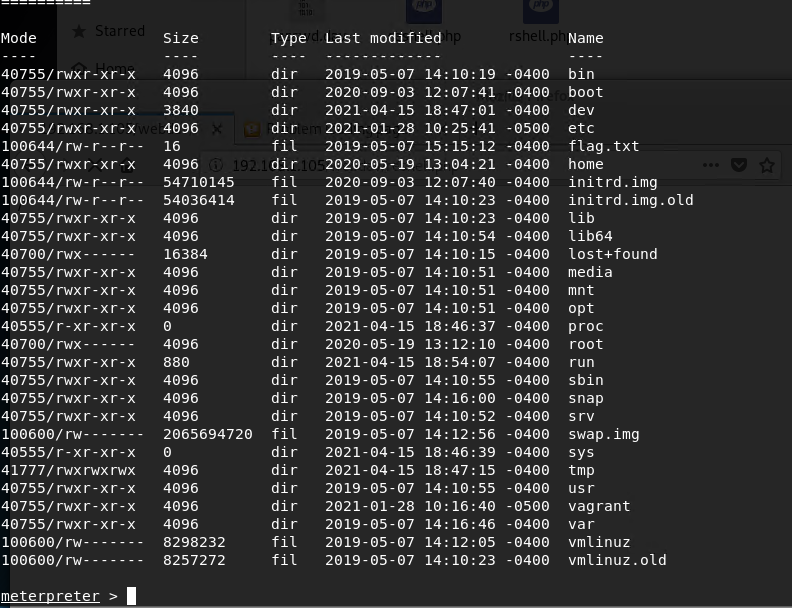 ==========
Mode Size Type Last modified Name
---- ---- ---- ------------- ----
40755/rwxr-xr-x 4096 dir 2019-05-07 14:10:19 -0400 bin
40755/rwxr-xr-x 4096 dir 2020-09-03 12:07:41 -0400 boot
40755/rwxr-xr-x 3840 dir 2021-04-15 18:47:01 -0400 dev
40755/rwxr-xr-x 4096 dir 2021-01-28 10:25:41 -0500 etc
100644/rw-r--r-- 16 fil 2019-05-07 15:15:12 -0400 flag.txt
40755/rwxr-xr-x 4096 dir 2020-05-19 13:04:21 -0400 home
100644/rw-r--r-- 54710145 fil 2020-09-03 12:07:40 -0400 initrd.img
100644/rw-r--r-- 54036414 fil 2019-05-07 14:10:23 -0400 initrd.img.old
40755/rwxr-xr-x 4096 dir 2019-05-07 14:10:23 -0400 lib
40755/rwxr-xr-x 4096 dir 2019-05-07 14:10:54 -0400 lib64
40700/rwx------ 16384 dir 2019-05-07 14:10:15 -0400 lost+found
40755/rwxr-xr-x 4096 dir 2019-05-07 14:10:51 -0400 media
40755/rwxr-xr-x 4096 dir 2019-05-07 14:10:51 -0400 mnt
40755/rwxr-xr-x 4096 dir 2019-05-07 14:10:51 -0400 opt
40555/r-xr-xr-x 0 dir 2021-04-15 18:46:37 -0400 proc
40700/rwx------ 4096 dir 2020-05-19 13:12:10 -0400 root
40755/rwxr-xr-x 880 dir 2021-04-15 18:54:07 -0400 run
40755/rwxr-xr-x 4096 dir 2019-05-07 14:10:55 -0400 sbin
40755/rwxr-xr-x 4096 dir 2019-05-07 14:16:00 -0400 snap
40755/rwxr-xr-x 4096 dir 2019-05-07 14:10:52 -0400 srv
100600/rw------- 2065694720 fil 2019-05-07 14:12:56 -0400 swap.img
40555/r-xr-xr-x 0 dir 2021-04-15 18:46:39 -0400 sys
41777/rwxrwxrwx 4096 dir 2021-04-15 18:47:15 -0400 tmp
40755/rwxr-xr-x 4096 dir 2019-05-07 14:10:55 -0400 usr
40755/rwxr-xr-x 4096 dir 2021-01-28 10:16:40 -0500 vagrant
40755/rwxr-xr-x 4096 dir 2019-05-07 14:16:46 -0400 var
100600/rw------- 8298232 fil 2019-05-07 14:12:05 -0400 vmlinuz
100600/rw------- 8257272 fil 2019-05-07 14:10:23 -0400 vmlinuz.old
meterpreter >
Starred
Home
php
php